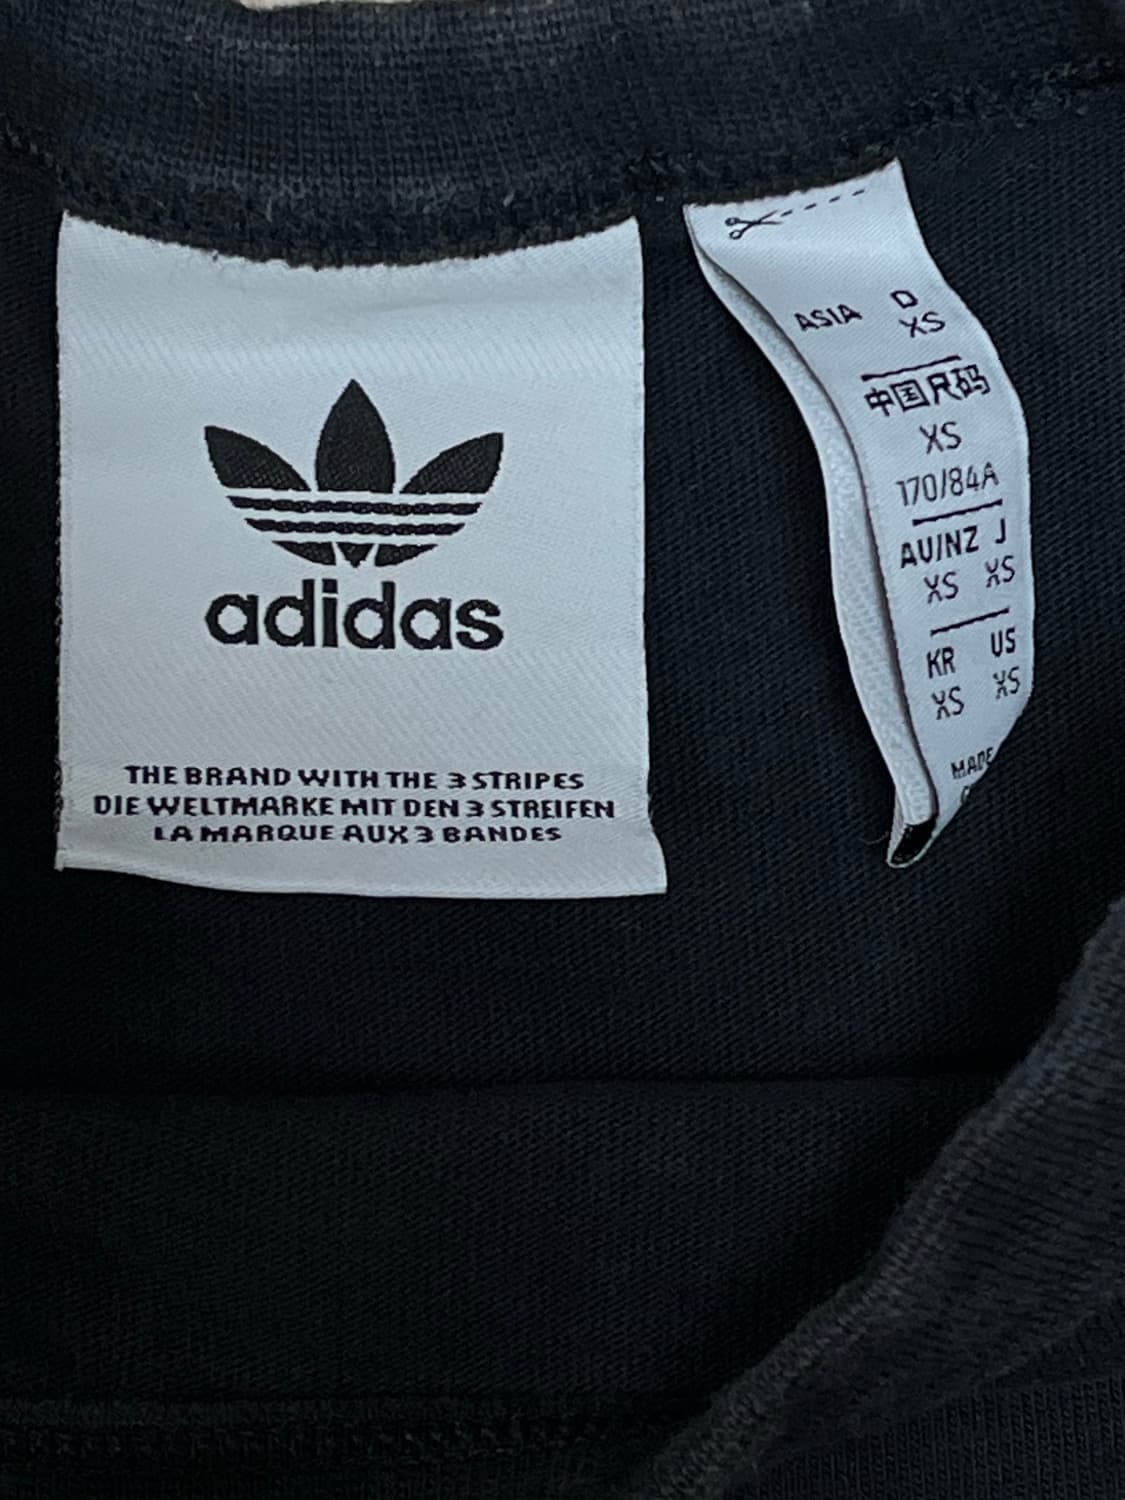 adidas
THE BRAND WITH THE 3 STRIPES
DIE WELTMARKE MIT DEN 3 STREIFEN
LA MARQUE AUX 3 BANDES
ASIA D
XS
中国尺码
XS
170/84A
AU/NZ J
XS XS
KR US
XS XS
MADE